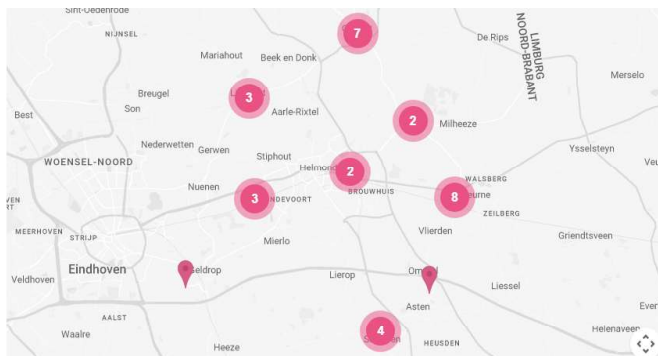 Sint-Oedenrode
NIJNSEL
De Rips
LIMBURG
NOORD-BRABANT
7
Mariahout
Beek en Donk
Merselo
Breugel
3
Son
Aarle-Rixtel
Best
2
Milheeze
Nederwetten
Gerwen
Ysselsteyn
Stiphout
WOENSEL-NOORD
Helmond
2
WALSBERG
Nuenen
BROUWHUIS
3
8
ZEILBERG
MEERHOVEN
STRIJP
Vlierden
Griendtsveen
Mierlo
Eindhoven
Lierop
Veldhoven
Liessel
Asten
AALST
4
Waalre
Heeze
HEUSDEN
Helenaveen